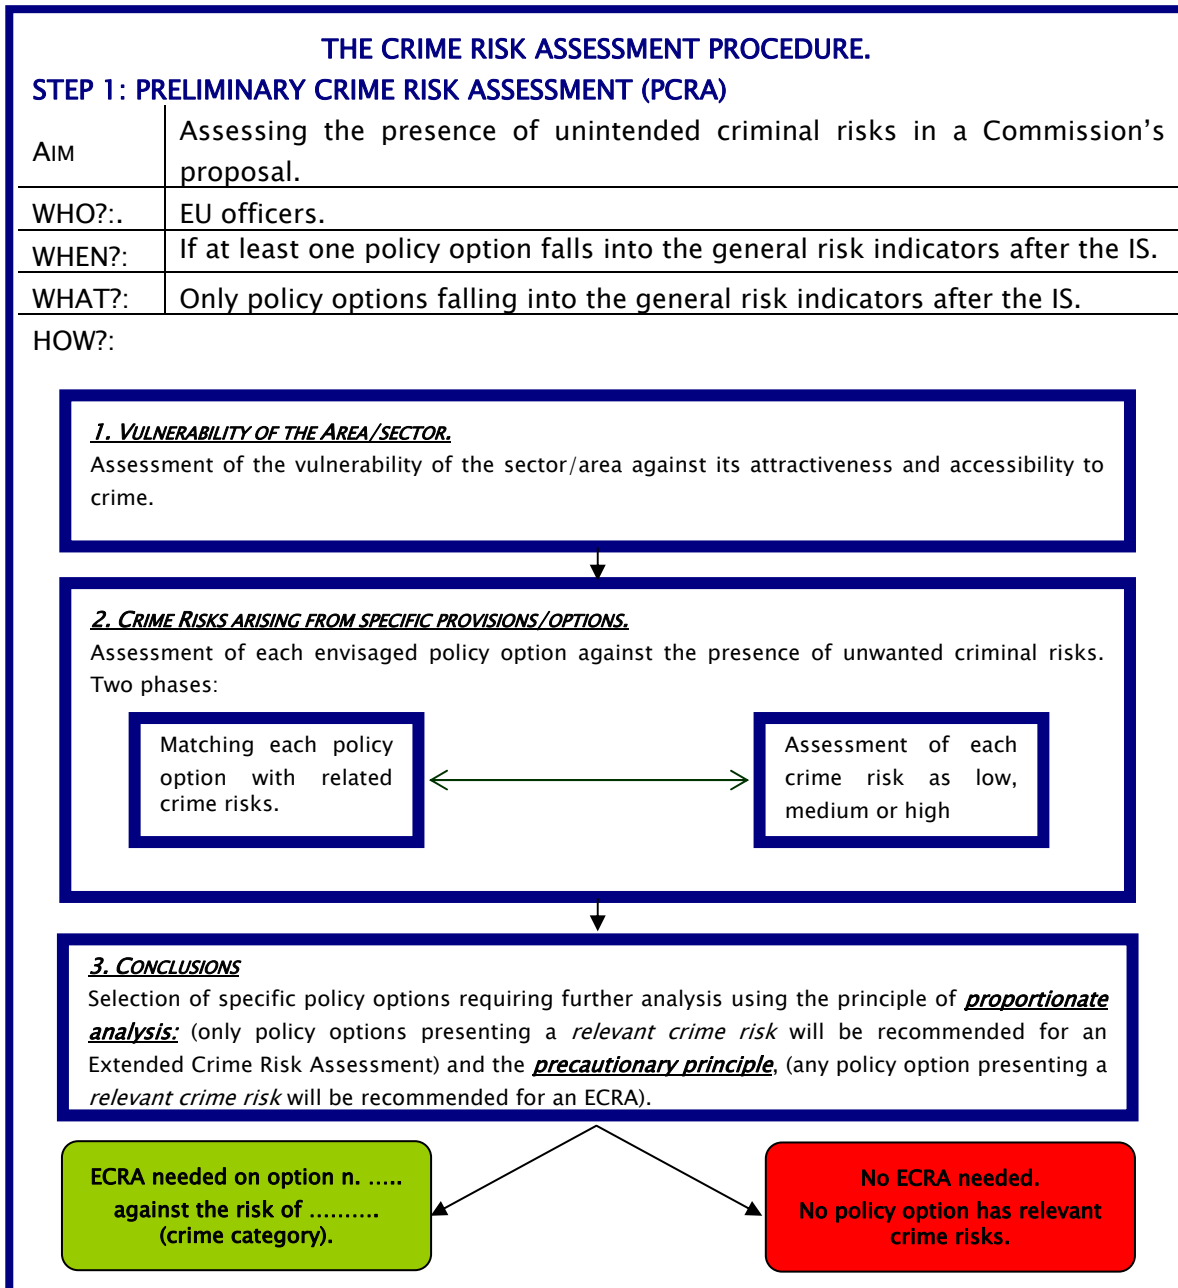 THE CRIME RISK ASSESSMENT PROCEDURE.
STEP 1: PRELIMINARY CRIME RISK ASSESSMENT (PCRA)
AIM
Assessing the presence of unintended criminal risks in a Commission's
proposal.
WHO?:.
EU officers.
WHEN?:
If at least one policy option falls into the general risk indicators after the IS.
WHAT?:
Only policy options falling into the general risk indicators after the IS.
HOW?:
1. VULNERABILITY OF THE AREA/SECTOR.
Assessment of the vulnerability of the sector/area against its attractiveness and accessibility to
crime.
2. CRIME RISKS ARISING FROM SPECIFIC PROVISIONS/OPTIONS.
Assessment of each envisaged policy option against the presence of unwanted criminal risks.
Two phases:
Matching each policy
option with related
crime risks.
Assessment of each
crime risk as low,
medium or high
3. CONCLUSIONS
Selection of specific policy options requiring further analysis using the principle of proportionate
analysis: (only policy options presenting a relevant crime risk will be recommended for an
Extended Crime Risk Assessment) and the precautionary principle, (any policy option presenting a
relevant crime risk will be recommended for an ECRA).
ECRA needed on option n. .....
against the risk of ..........
(crime category).
No ECRA needed.
No policy option has relevant
crime risks.